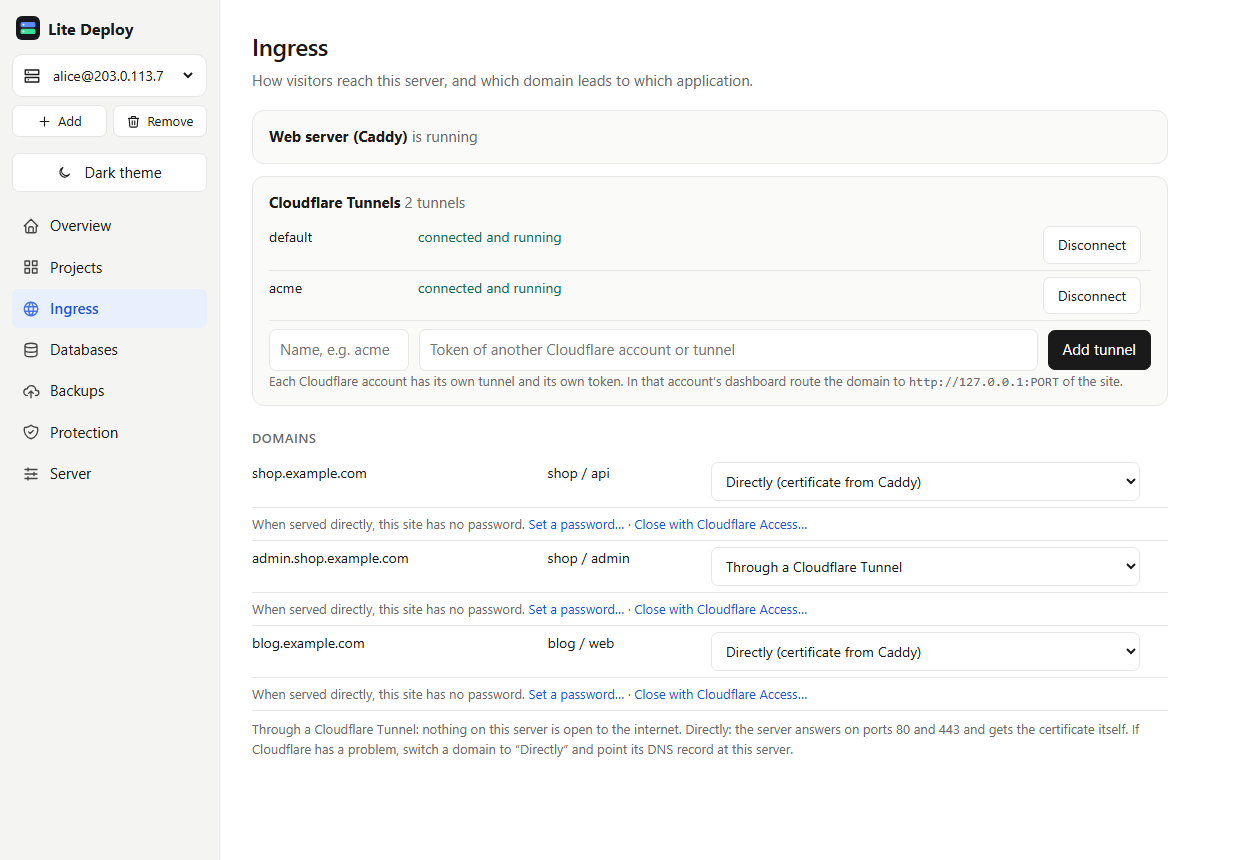 Lite Deploy
alice@203.0.113.7
Add
Remove
Dark theme
Overview
Projects
Ingress
Databases
Backups
Protection
Server
Ingress
How visitors reach this server, and which domain leads to which application.
Web server (Caddy) is running
Cloudflare Tunnels 2 tunnels
default connected and running Disconnect
acme connected and running Disconnect
Name, e.g. acme Token of another Cloudflare account or tunnel Add tunnel
Each Cloudflare account has its own tunnel and its own token. In that account's dashboard route the domain to http://127.0.0.1:PORT of the site.
DOMAINS
shop.example.com shop / api Directly (certificate from Caddy)
When served directly, this site has no password. Set a password... · Close with Cloudflare Access...
admin.shop.example.com shop / admin Through a Cloudflare Tunnel
When served directly, this site has no password. Set a password... · Close with Cloudflare Access...
blog.example.com blog / web Directly (certificate from Caddy)
When served directly, this site has no password. Set a password... · Close with Cloudflare Access...
Through a Cloudflare Tunnel: nothing on this server is open to the internet. Directly: the server answers on ports 80 and 443 and gets the certificate itself. If
Cloudflare has a problem, switch a domain to “Directly” and point its DNS record at this server.